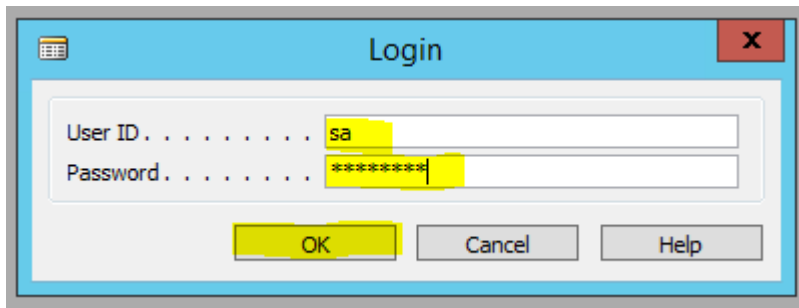 Login
x
User ID . . . . . . . . . sa
Password . . . . . . . . ********
OK Cancel Help